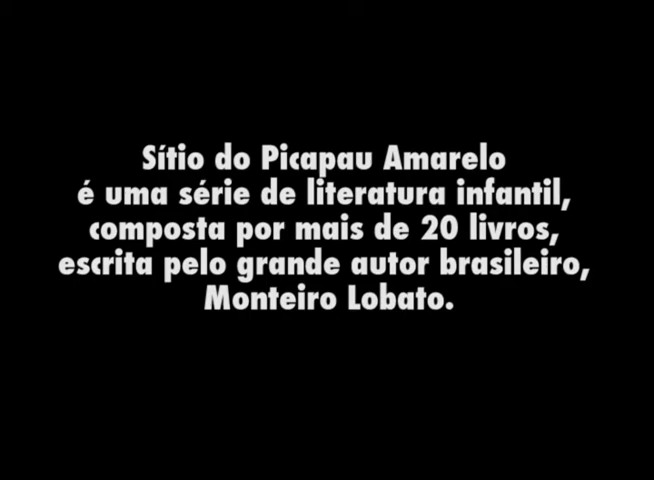 Sítio do Picapau Amarelo
é uma série de literatura infantil,
composta por mais de 20 livros,
escrita pelo grande autor brasileiro,
Monteiro Lobato.